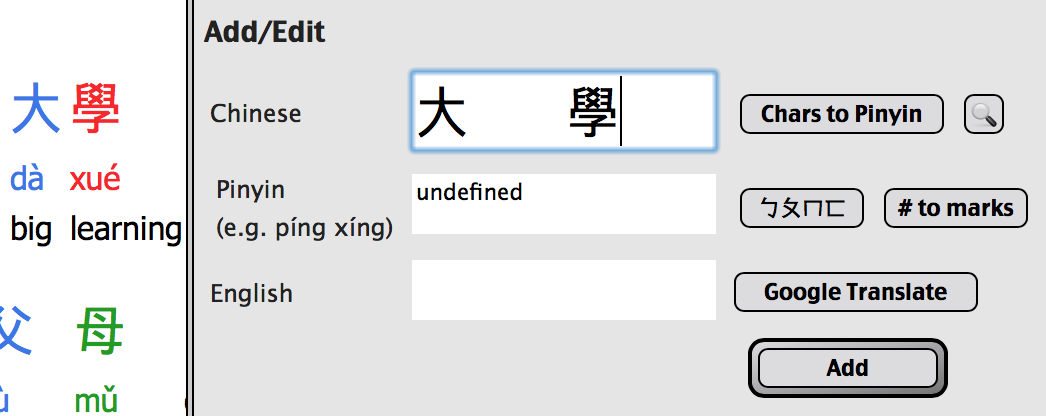 大 學
dà xué
big learning
父 母
mǔ
Add/Edit
Chinese
大 學
Chars to Pinyin
Pinyin
(e.g. píng xíng)
undefined
ㄅㄆㄇㄈ
# to marks
English
Google Translate
Add